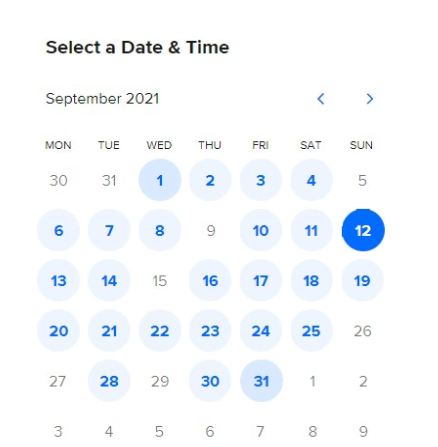 Select a Date & Time
September 2021
MON TUE WED THU FRI SAT SUN
30 31 1 2 3 4 5
6 7 8 9 10 11 12
13 14 15 16 17 18 19
20 21 22 23 24 25 26
27 28 29 30 31 1 2
3 4 5 6 7 8 9